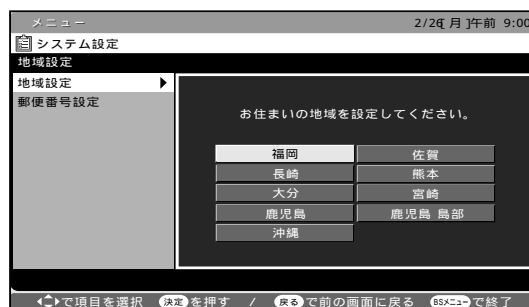 メニュー 2/26[月]午前 9:00
システム設定
地域設定
地域設定
郵便番号設定
お住まいの地域を設定してください。
福岡 佐賀
長崎 熊本
大分 宮崎
鹿児島 鹿児島 島部
沖縄
で項目を選択 決定を押す / 戻るで前の画面に戻る BSメニューで終了